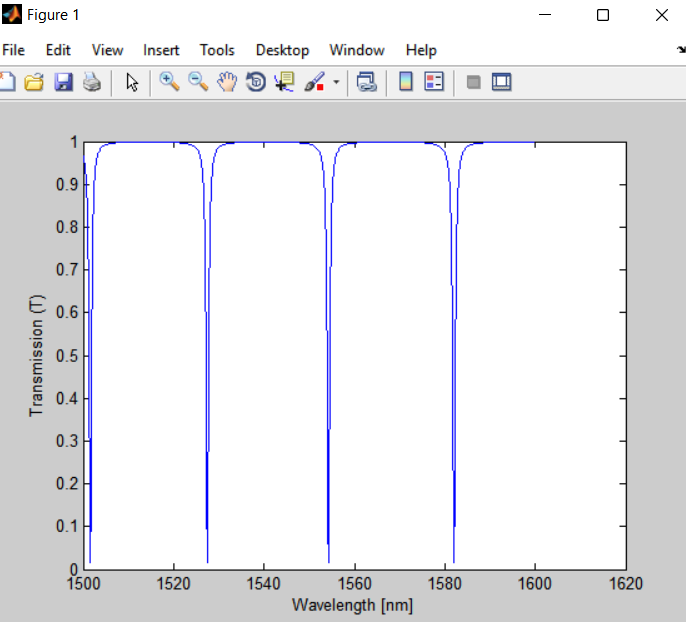 Figure 1
File Edit View Insert Tools Desktop Window Help
1
0.9
0.8
0.7
0.6
0.5
0.4
0.3
0.2
0.1
0
Transmission (T)
1500 1520 1540 1560 1580 1600 1620
Wavelength [nm]